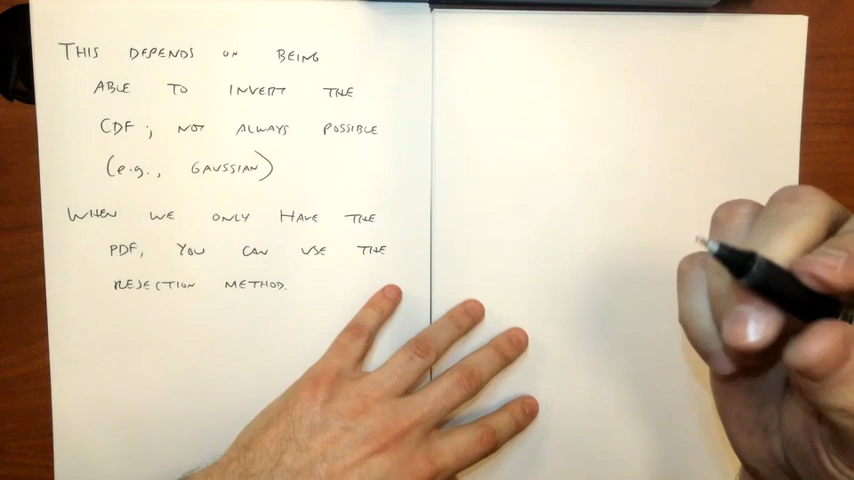 THIS DEPENDS ON BEING
ABLE TO INVERT THE
CDF; NOT ALWAYS POSSIBLE
(e.g., GAUSSIAN)
WHEN WE ONLY HAVE THE
PDF, YOU CAN USE THE
REJECTION METHOD.